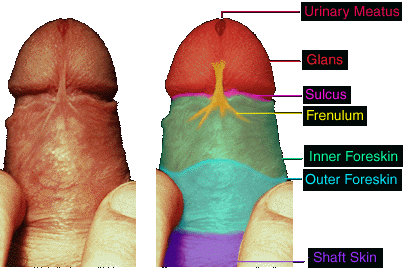 Urinary Meatus
Glans
Sulcus
Frenulum
Inner Foreskin
Outer Foreskin
Shaft Skin